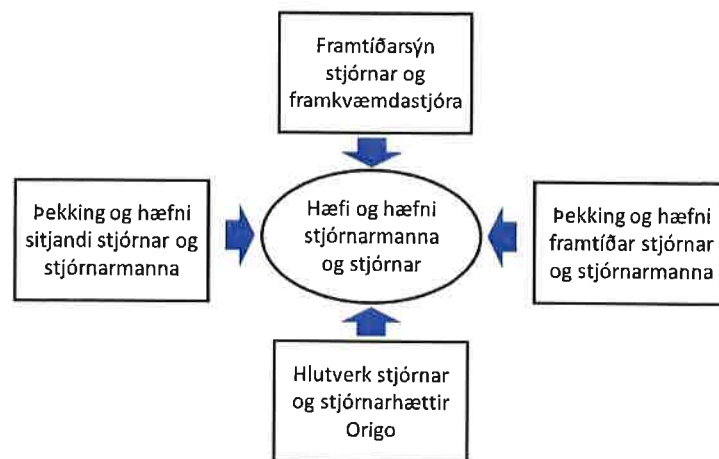 Framtíðarsýn
stjórnar og
framkvæmdastjóra
Þekking og hæfni
sitjandi stjórnar og
stjórnarmanna
Hæfi og hæfni
stjórnarmanna
og stjórnar
Þekking og hæfni
framtíðar stjórnar
og stjórnarmanna
Hlutverk stjórnar
og stjórnarhættir
Origo